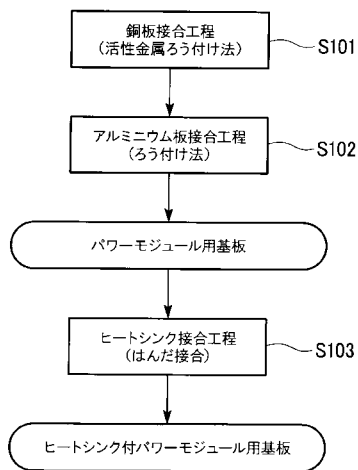 銅板接合工程
(活性金属ろう付け法)
S101
アルミニウム板接合工程
(ろう付け法)
S102
パワーモジュール用基板
ヒートシンク接合工程
(はんだ接合)
S103
ヒートシンク付パワーモジュール用基板